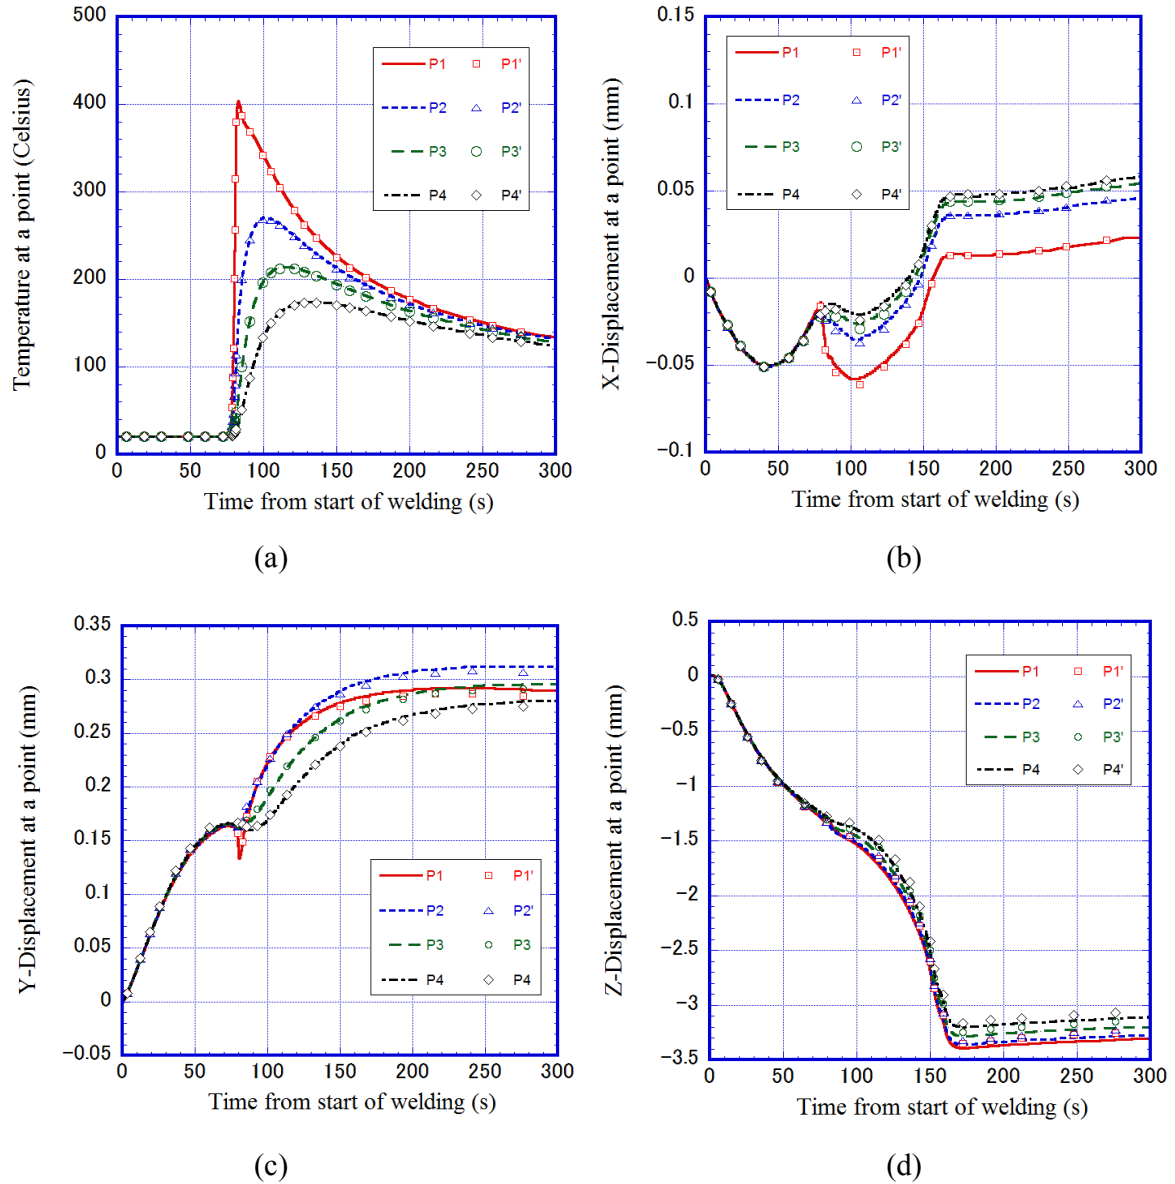 500
400
300
200
100
0
Temperature at a point (Celsius)
P1 P1'
P2 P2'
P3 P3'
P4 P4'
0 50 100 150 200 250 300
Time from start of welding (s)
(a)
0.15
0.1
0.05
0
−0.05
−0.1
X-Displacement at a point (mm)
P1 P1'
P2 P2'
P3 P3'
P4 P4'
0 50 100 150 200 250 300
Time from start of welding (s)
(b)
0.35
0.3
0.25
0.2
0.15
0.1
0.05
0
−0.05
Y-Displacement at a point (mm)
P1 P1'
P2 P2'
P3 P3
P4 P4
0 50 100 150 200 250 300
Time from start of welding (s)
(c)
0.5
0
−0.5
−1
−1.5
−2
−2.5
−3
−3.5
Z-Displacement at a point (mm)
P1 P1'
P2 P2'
P3 P3'
P4 P4'
0 50 100 150 200 250 300
Time from start of welding (s)
(d)